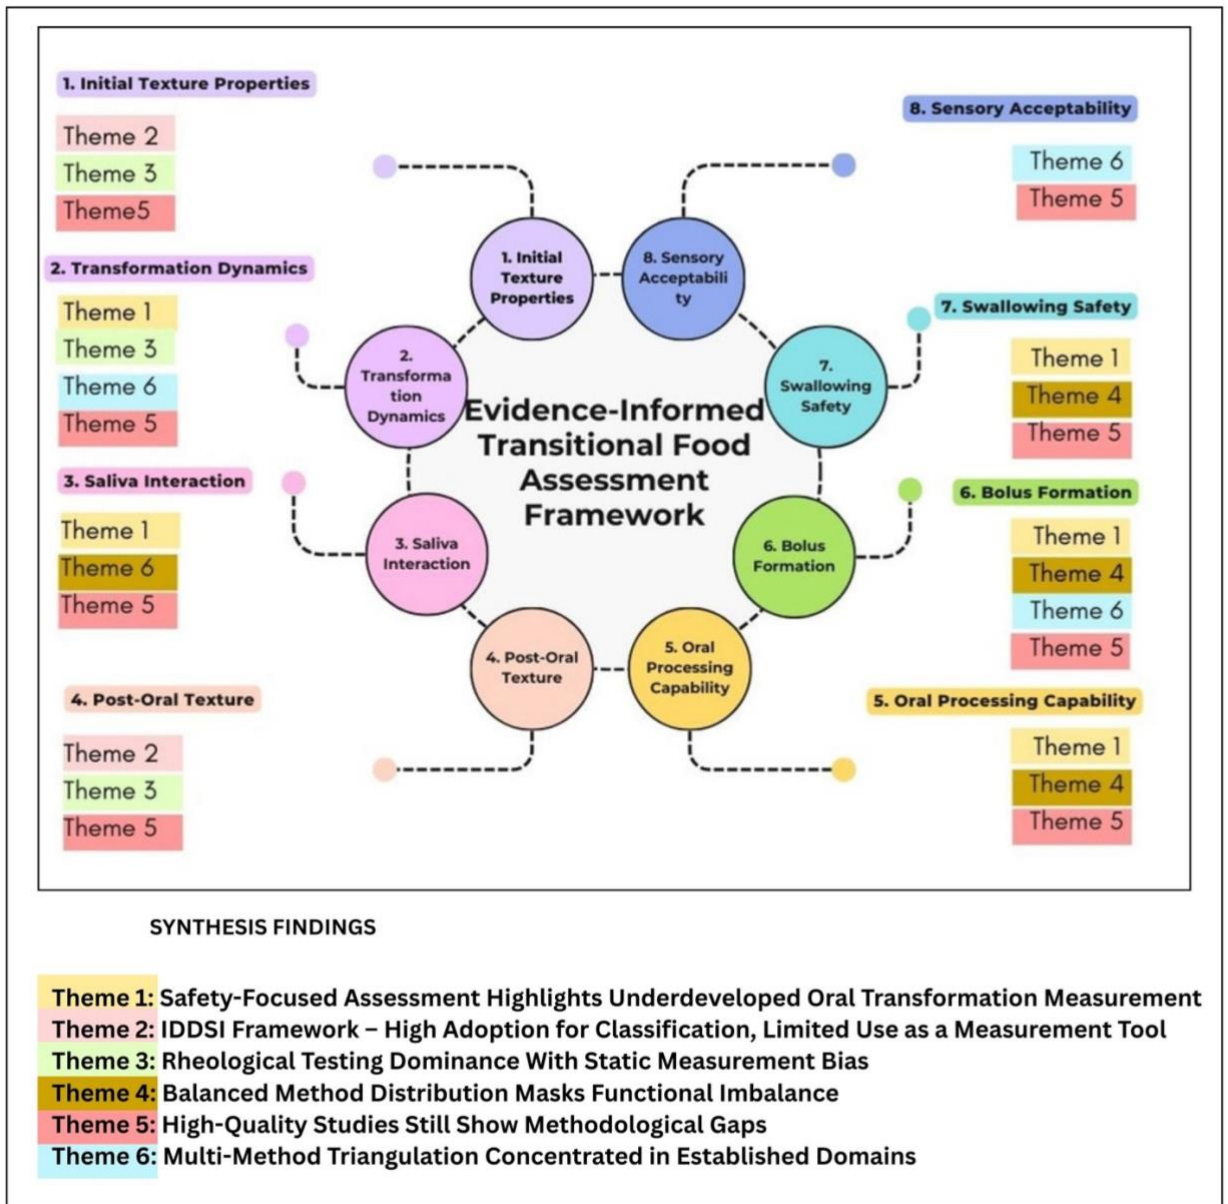 1. Initial Texture Properties
Theme 2
Theme 3
Theme5
2. Transformation Dynamics
Theme 1
Theme 3
Theme 6
Theme 5
3. Saliva Interaction
Theme 1
Theme 6
Theme 5
4. Post-Oral Texture
Theme 2
Theme 3
Theme 5
1. Initial
Texture
Properties
8. Sensory
Acceptabili
ty
2.
Transforma
tion
Dynamics
7.
Swallowing
Safety
Evidence-Informed
Transitional Food
Assessment
Framework
3. Saliva
Interaction
6. Bolus
Formation
4. Post-Oral
Texture
5. Oral
Processing
Capability
8. Sensory Acceptability
Theme 6
Theme 5
7. Swallowing Safety
Theme 1
Theme 4
Theme 5
6. Bolus Formation
Theme 1
Theme 4
Theme 6
Theme 5
5. Oral Processing Capability
Theme 1
Theme 4
Theme 5
SYNTHESIS FINDINGS
Theme 1: Safety-Focused Assessment Highlights Underdeveloped Oral Transformation Measurement
Theme 2: IDDSI Framework – High Adoption for Classification, Limited Use as a Measurement Tool
Theme 3: Rheological Testing Dominance With Static Measurement Bias
Theme 4: Balanced Method Distribution Masks Functional Imbalance
Theme 5: High-Quality Studies Still Show Methodological Gaps
Theme 6: Multi-Method Triangulation Concentrated in Established Domains